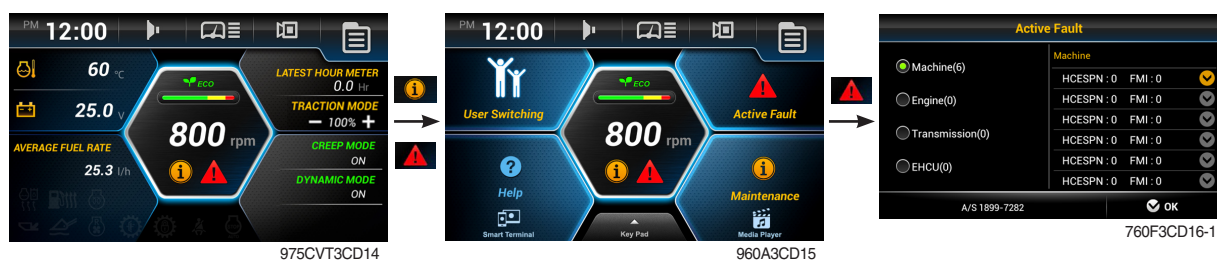 PM 12:00
60 °C
25.0 V
AVERAGE FUEL RATE
25.3 l/h
ECO
800 rpm
LATEST HOUR METER
0.0 Hr
TRACTION MODE
− 100% +
CREEP MODE
ON
DYNAMIC MODE
ON
975CVT3CD14
PM 12:00
User Switching
ECO
800 rpm
Active Fault
?
Help
Smart Terminal
Key Pad
Maintenance
Media Player
960A3CD15
Active Fault
Machine(6)
Engine(0)
Transmission(0)
EHCU(0)
Machine
HCESPN : 0 FMI : 0
HCESPN : 0 FMI : 0
HCESPN : 0 FMI : 0
HCESPN : 0 FMI : 0
HCESPN : 0 FMI : 0
HCESPN : 0 FMI : 0
A/S 1899-7282
OK
760F3CD16-1